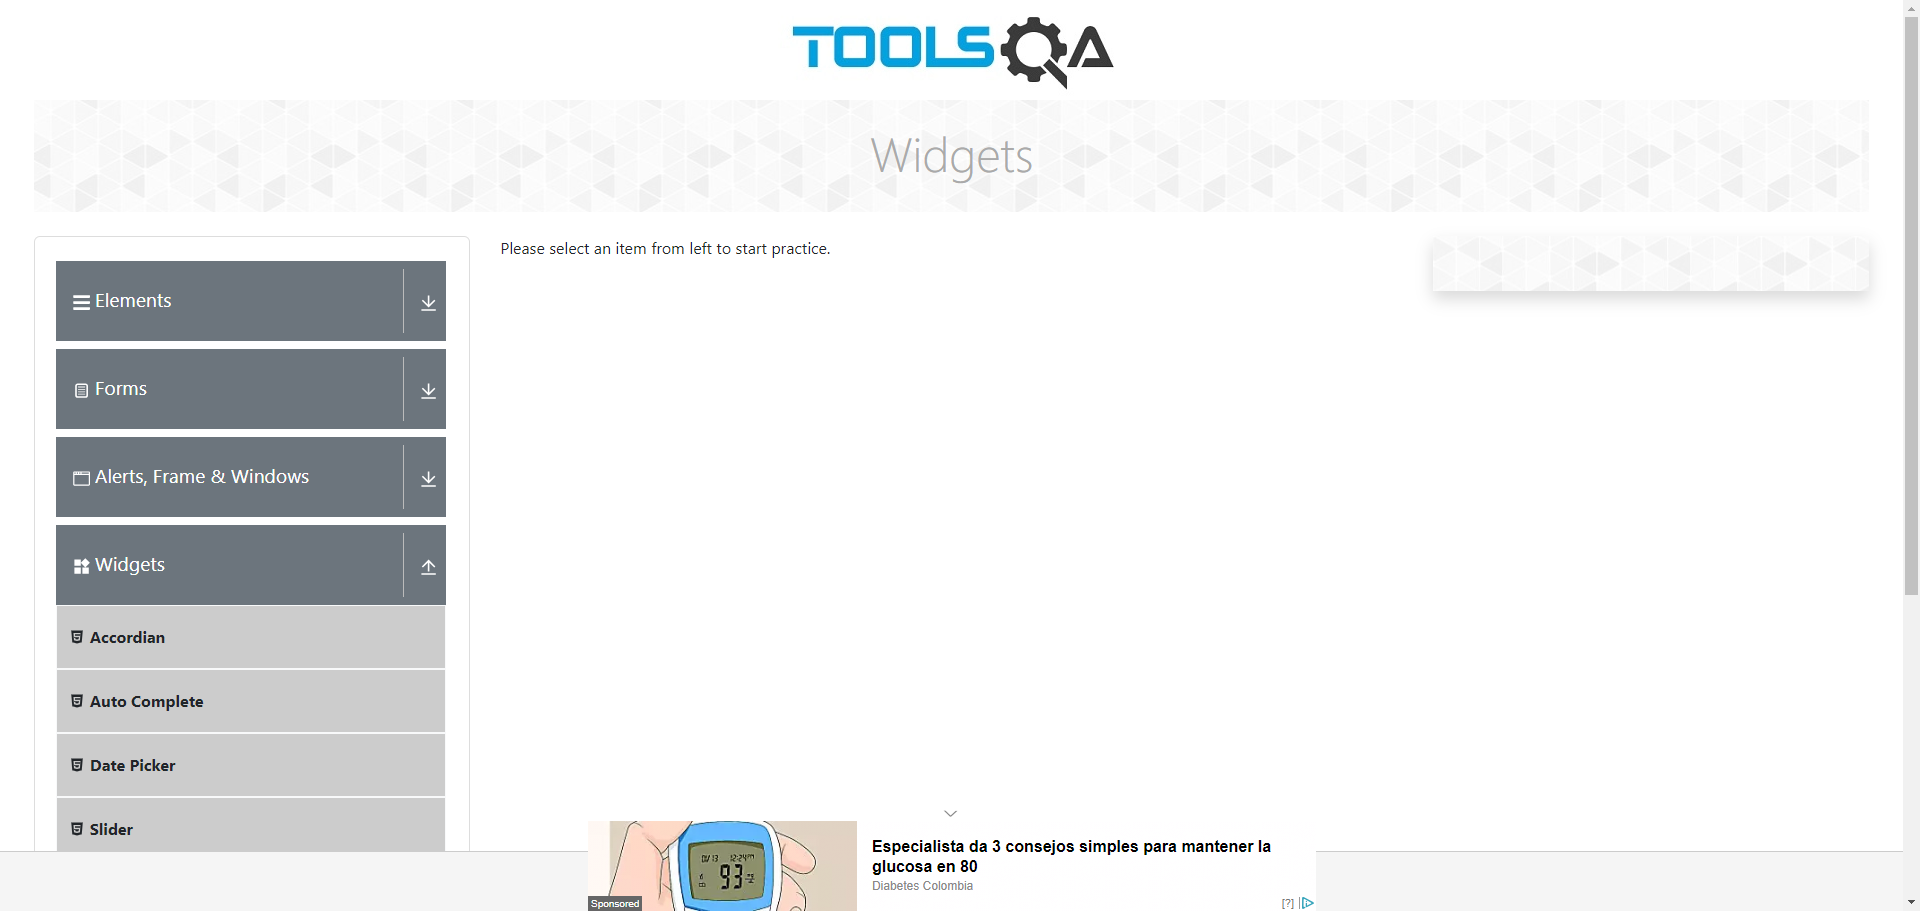 TOOLSQA
Widgets
Elements
Please select an item from left to start practice.
Forms
Alerts, Frame & Windows
Widgets
Accordian
Auto Complete
Date Picker
Slider
12:24
93
Sponsored
Especialista da 3 consejos simples para mantener la
glucosa en 80
Diabetes Colombia
[?]